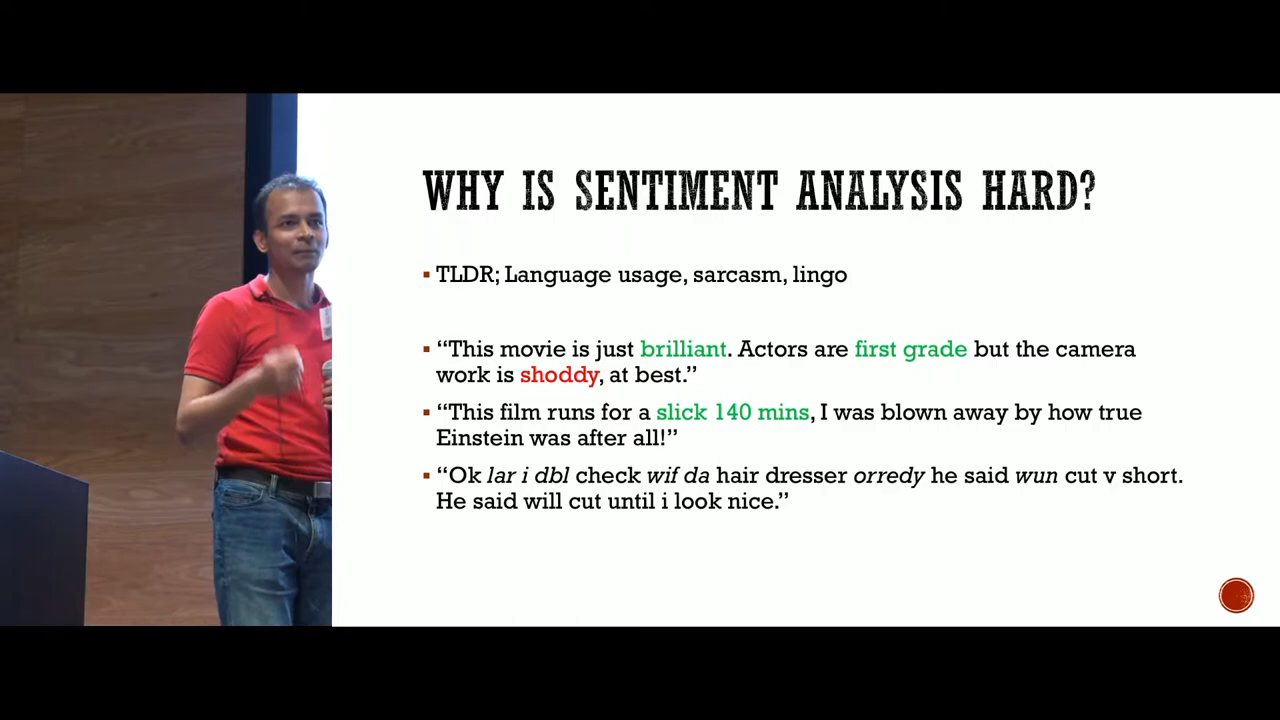 WHY IS SENTIMENT ANALYSIS HARD?
TLDR; Language usage, sarcasm, lingo
“This movie is just brilliant. Actors are first grade but the camera
work is shoddy, at best.”
“This film runs for a slick 140 mins, I was blown away by how true
Einstein was after all!”
“Ok lar i dbl check wif da hair dresser orredy he said wun cut v short.
He said will cut until i look nice.”